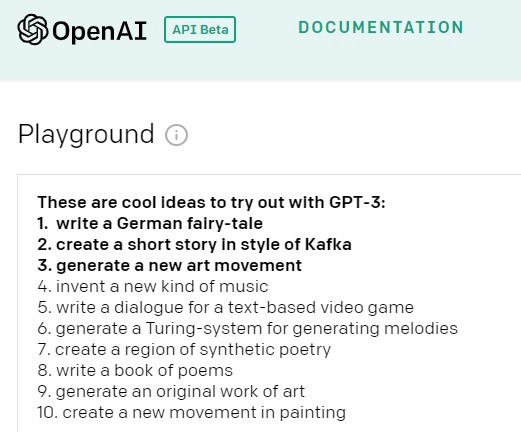 OpenAI API Beta DOCUMENTATION
Playground
These are cool ideas to try out with GPT-3:
1. write a German fairy-tale
2. create a short story in style of Kafka
3. generate a new art movement
4. invent a new kind of music
5. write a dialogue for a text-based video game
6. generate a Turing-system for generating melodies
7. create a region of synthetic poetry
8. write a book of poems
9. generate an original work of art
10. create a new movement in painting